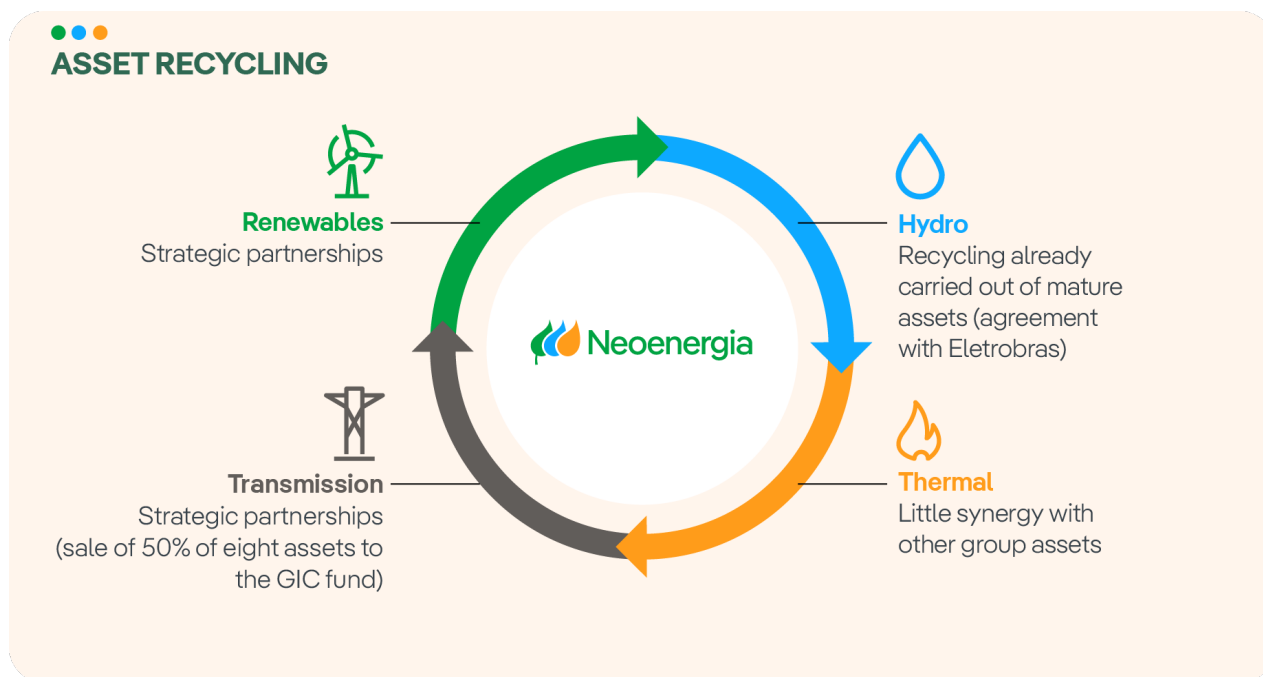 ASSET RECYCLING
Renewables
Strategic partnerships
Hydro
Recycling already
carried out of mature
assets (agreement
with Eletrobras)
Neoenergia
Transmission
Strategic partnerships
(sale of 50% of eight assets to
the GIC fund)
Thermal
Little synergy with
other group assets